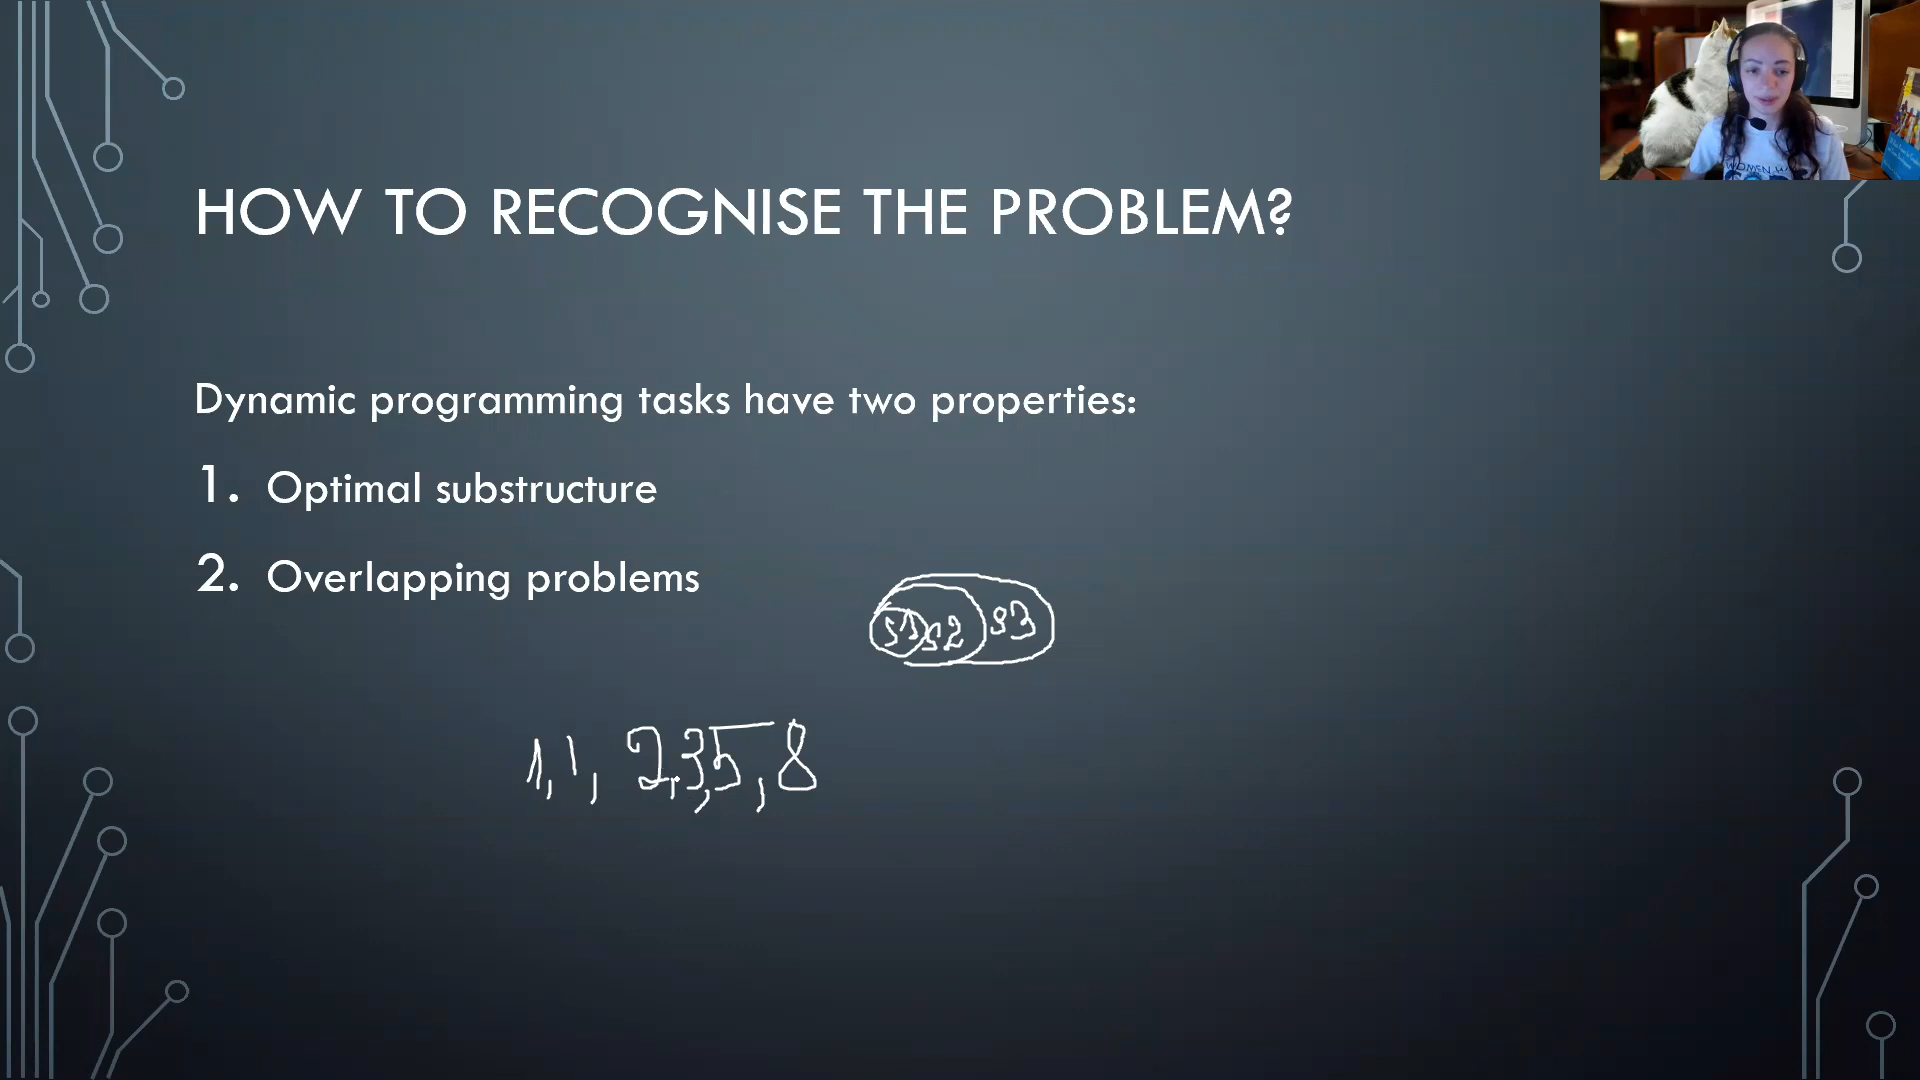 HOW TO RECOGNISE THE PROBLEM?
Dynamic programming tasks have two properties:
1. Optimal substructure
2. Overlapping problems
S1 S2 S3
1, 1, 2, 3, 5, 8
WOMEN